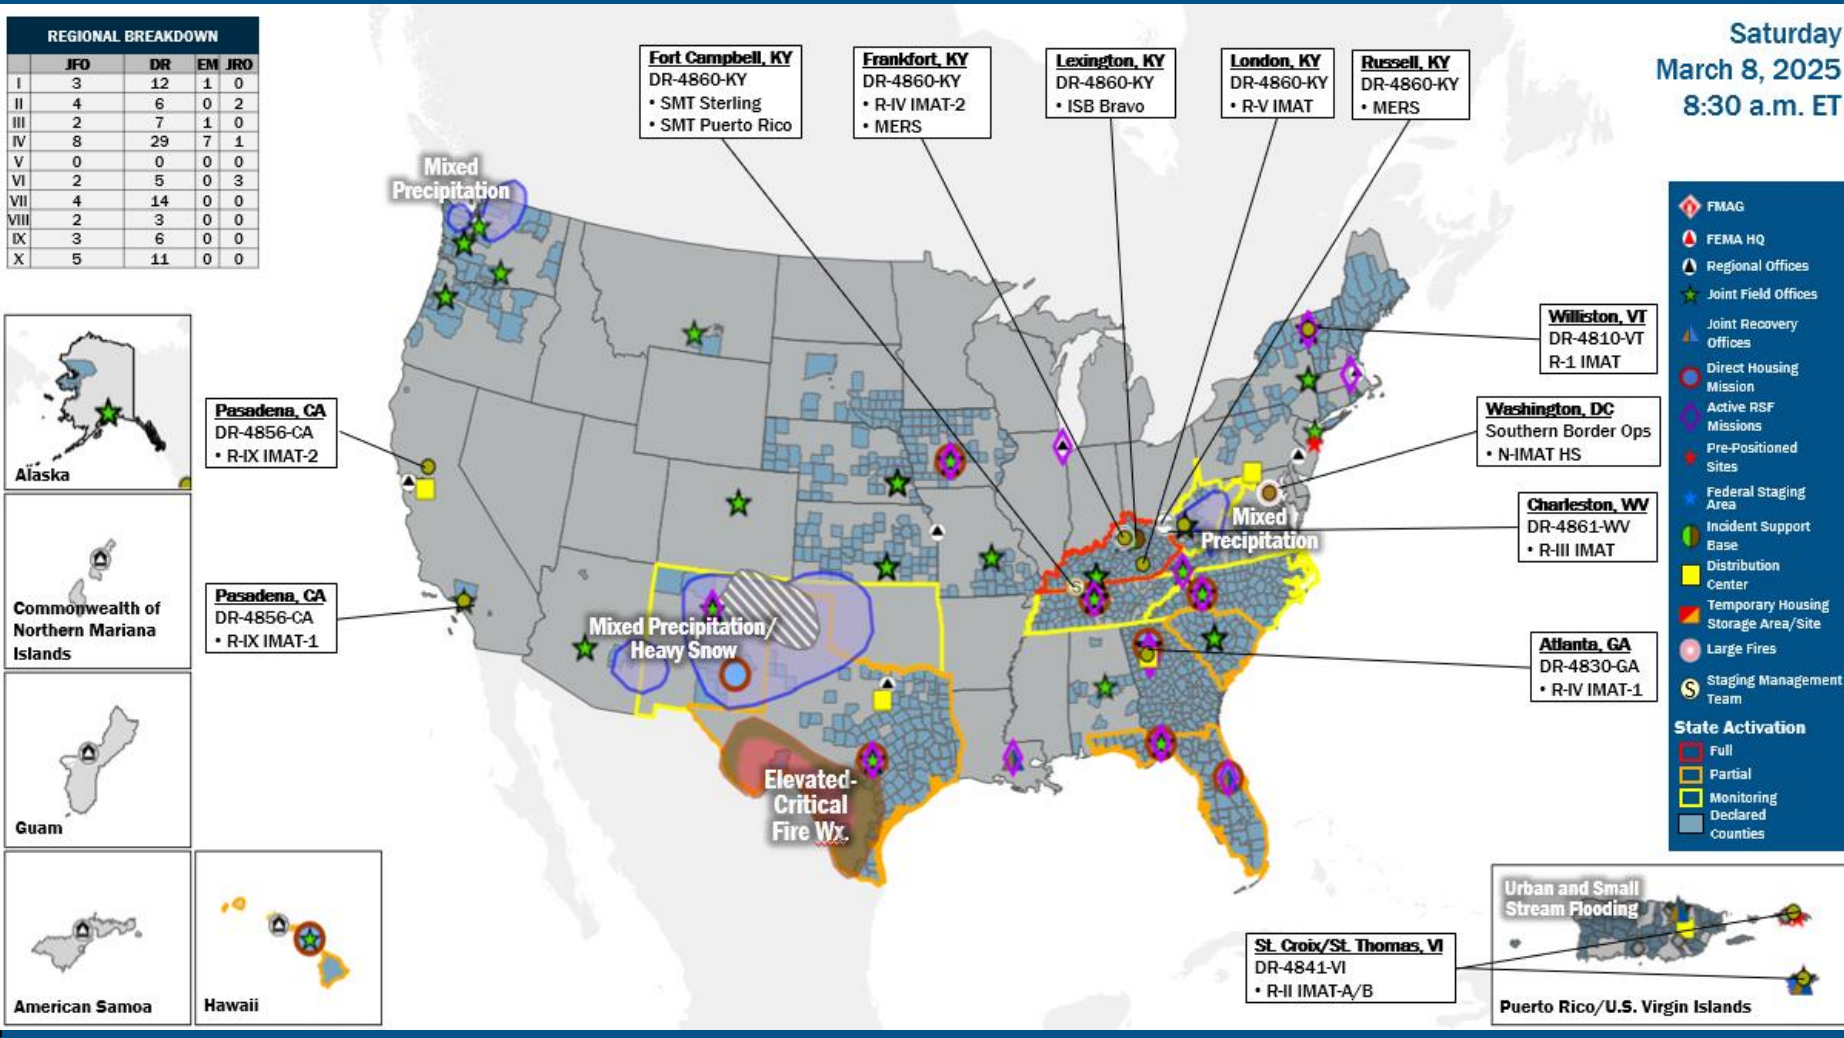 REGIONAL BREAKDOWN
JFO DR EM JRO
I 3 12 1 0
II 4 6 0 2
III 2 7 1 0
IV 8 29 7 1
V 0 0 0 0
VI 2 5 0 3
VII 4 14 0 0
VIII 2 3 0 0
IX 3 6 0 0
X 5 11 0 0
Fort Campbell, KY
DR-4860-KY
• SMT Sterling
• SMT Puerto Rico
Frankfort, KY
DR-4860-KY
• R-IV IMAT-2
• MERS
Lexington, KY
DR-4860-KY
• ISB Bravo
London, KY
DR-4860-KY
• R-V IMAT
Russell, KY
DR-4860-KY
• MERS
Saturday
March 8, 2025
8:30 a.m. ET
Mixed
Precipitation
FMAG
FEMA HQ
Regional Offices
Joint Field Offices
Joint Recovery
Offices
Direct Housing
Mission
Active RSF
Missions
Pre-Positioned
Sites
Federal Staging
Area
Incident Support
Base
Distribution
Center
Temporary Housing
Storage Area/Site
Large Fires
S
Staging Management
Team
State Activation
Full
Partial
Monitoring
Declared
Counties
Williston, VT
DR-4810-VT
R-1 IMAT
Washington, DC
Southern Border Ops
• N-IMAT HS
Charleston, WV
DR-4861-WV
• R-III IMAT
Atlanta, GA
DR-4830-GA
• R-IV IMAT-1
Pasadena, CA
DR-4856-CA
• R-IX IMAT-2
Pasadena, CA
DR-4856-CA
• R-IX IMAT-1
Mixed
Precipitation
S
Mixed Precipitation/
Heavy Snow
Elevated-
Critical
Fire Wx.
Alaska
Commonwealth of
Northern Mariana
Islands
Guam
American Samoa
Hawaii
St. Croix/St. Thomas, VI
DR-4841-VI
• R-II IMAT-A/B
Urban and Small
Stream Flooding
Puerto Rico/U.S. Virgin Islands